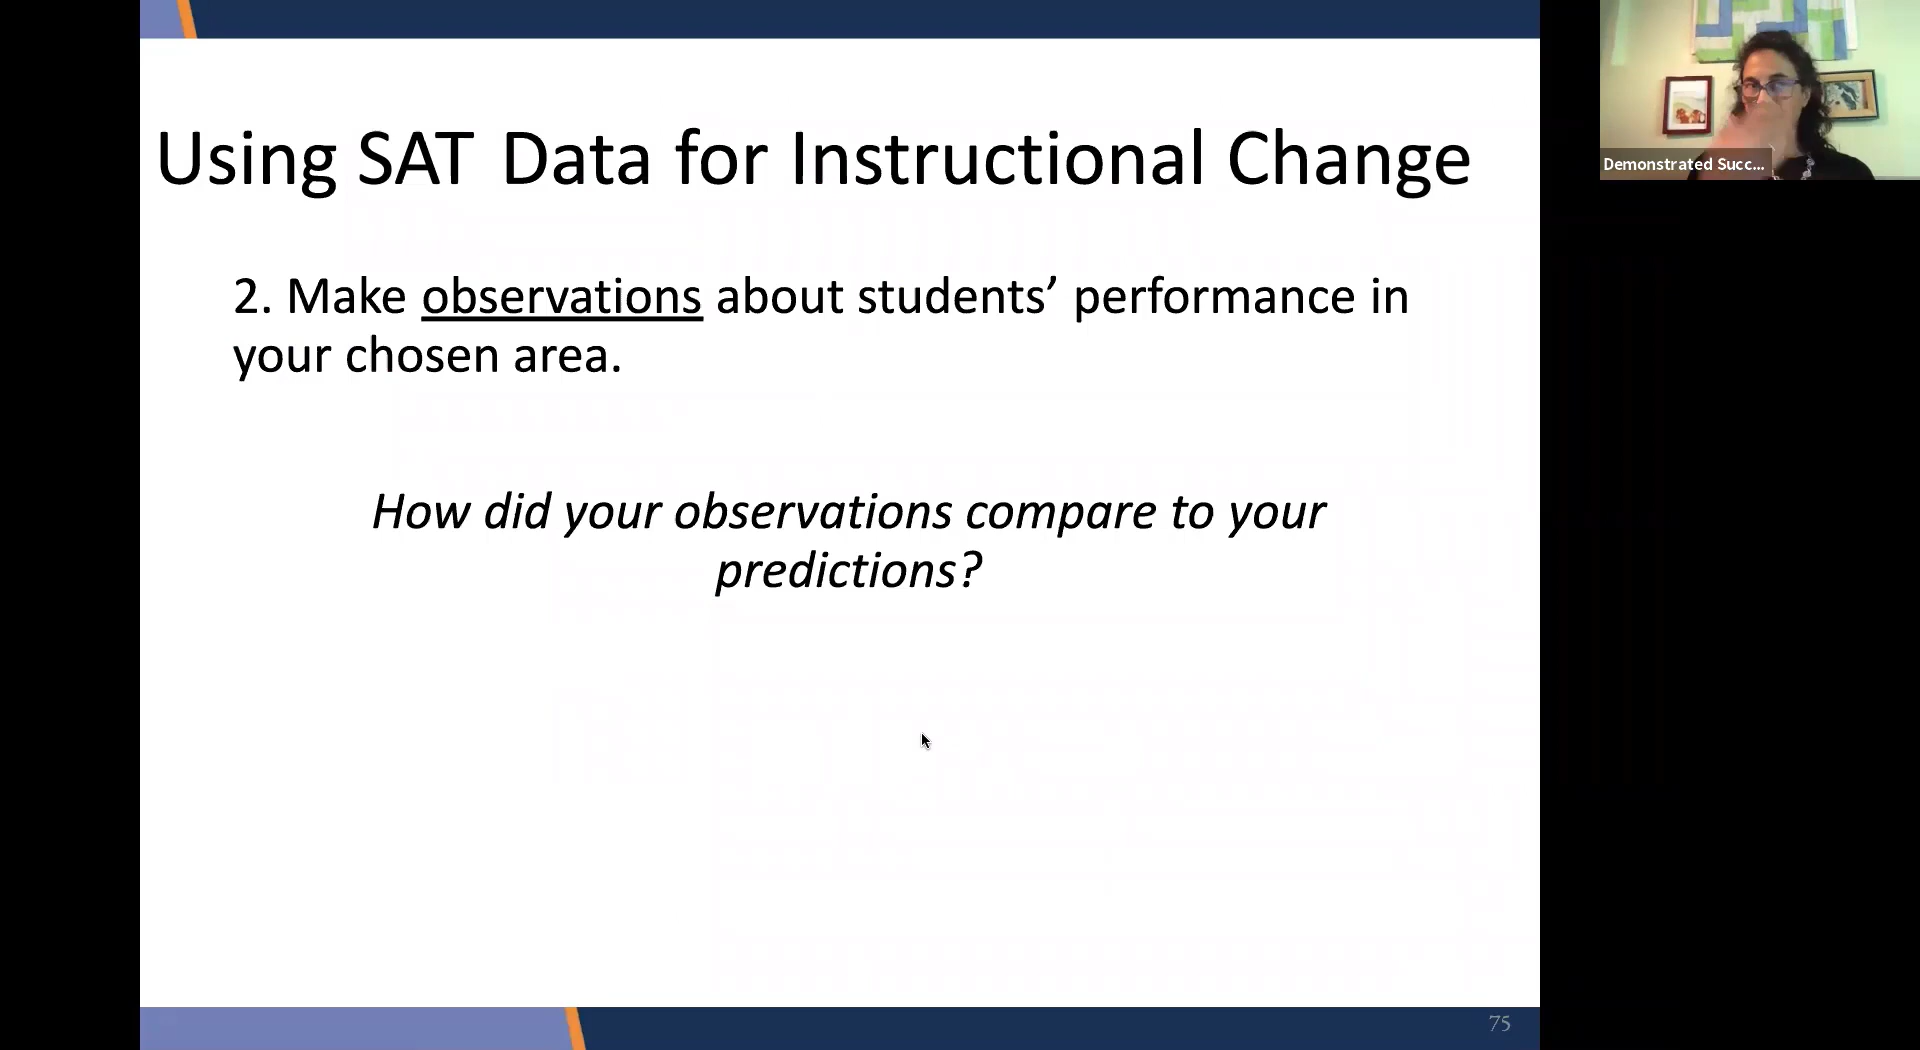 Using SAT Data for Instructional Change
2. Make observations about students’ performance in
your chosen area.
How did your observations compare to your
predictions?
75
Demonstrated Succ...